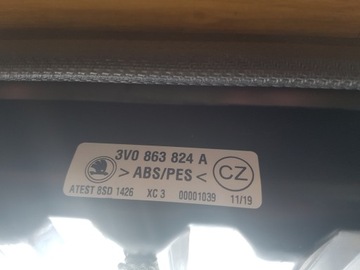 3V0 863 824 A
> ABS/PES < CZ
ATEST 8SD 1426 XC 3 00001039 11/19